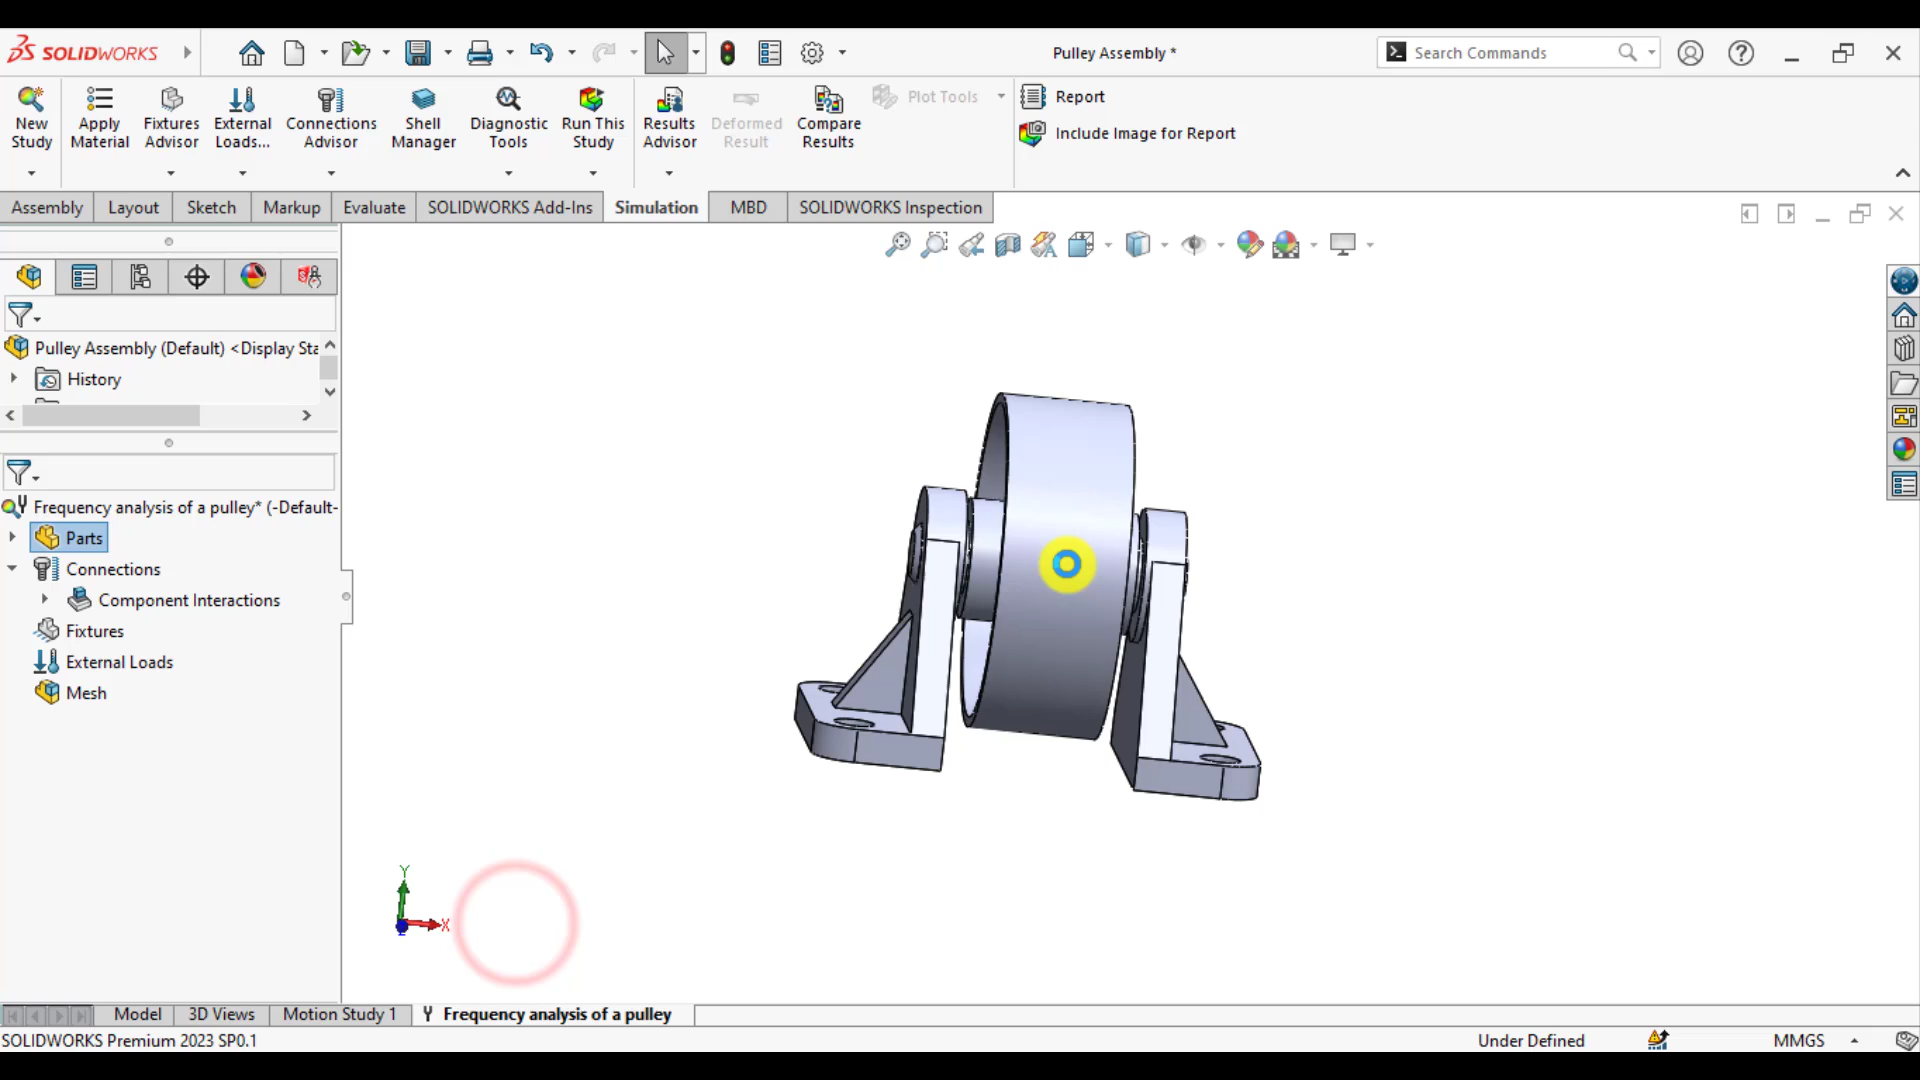 SOLIDWORKS
Pulley Assembly *
Search Commands
New Study
Apply Material
Fixtures Advisor
External Loads...
Connections Advisor
Shell Manager
Diagnostic Tools
Run This Study
Results Advisor
Deformed Result
Compare Results
Plot Tools
Report
Include Image for Report
Assembly
Layout
Sketch
Markup
Evaluate
SOLIDWORKS Add-Ins
Simulation
MBD
SOLIDWORKS Inspection
Pulley Assembly (Default) <Display Sta
History
Frequency analysis of a pulley* (-Default-
Parts
Connections
Component Interactions
Fixtures
External Loads
Mesh
Y
X
Z
Model
3D Views
Motion Study 1
Frequency analysis of a pulley
SOLIDWORKS Premium 2023 SP0.1
Under Defined
MMGS